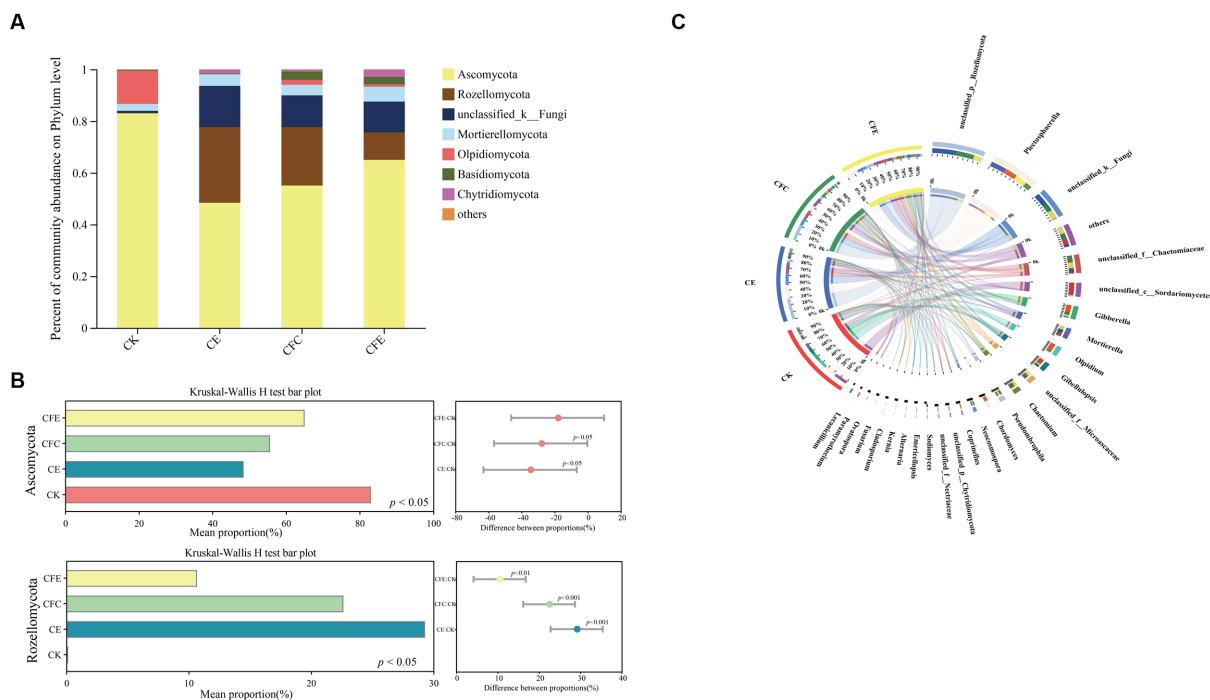 A
Percent of community abundance on Phylum level
1
0.8
0.6
0.4
0.2
0
CK
CE
CFC
CFE
Ascomycota
Rozellomycota
unclassified_k__Fungi
Mortierellomycota
Olpidiomycota
Basidiomycota
Chytridiomycota
others
B
Kruskal-Wallis H test bar plot
Ascomycota
CFE
CFC
CE
CK
p < 0.05
0 20 40 60 80 100
Mean proportion(%)
CFE:CK
CFC:CK
CE:CK
p<0.05
p<0.05
-80 -60 -40 -20 0 20
Difference between proportions(%)
Kruskal-Wallis H test bar plot
Rozellomycota
CFE
CFC
CE
CK
p < 0.05
0 10 20 30
Mean proportion(%)
CFE:CK
CFC:CK
CE:CK
p<0.01
p<0.001
p<0.001
0 10 20 30 40
Difference between proportions(%)
C
CFE
CFC
CE
CK
unclassified_p__Rozellomycota
Plectosphaerella
unclassified_k__Fungi
others
unclassified_f__Chaetomiaceae
unclassified_c__Sordariomycetes
Gibberella
Mortierella
Olpidium
Gibellulopsis
unclassified_f__Microascaceae
Chaetomium
Pseudombrophila
Chordomyces
Neocosmospora
Coprinellus
unclassified_p__Chytridiomycota
unclassified_f__Nectriaceae
Sodiomyces
Emericellopsis
Alternaria
Kernia
Cladosporium
Fusarium
Paramyrothecium
Lecanicillium